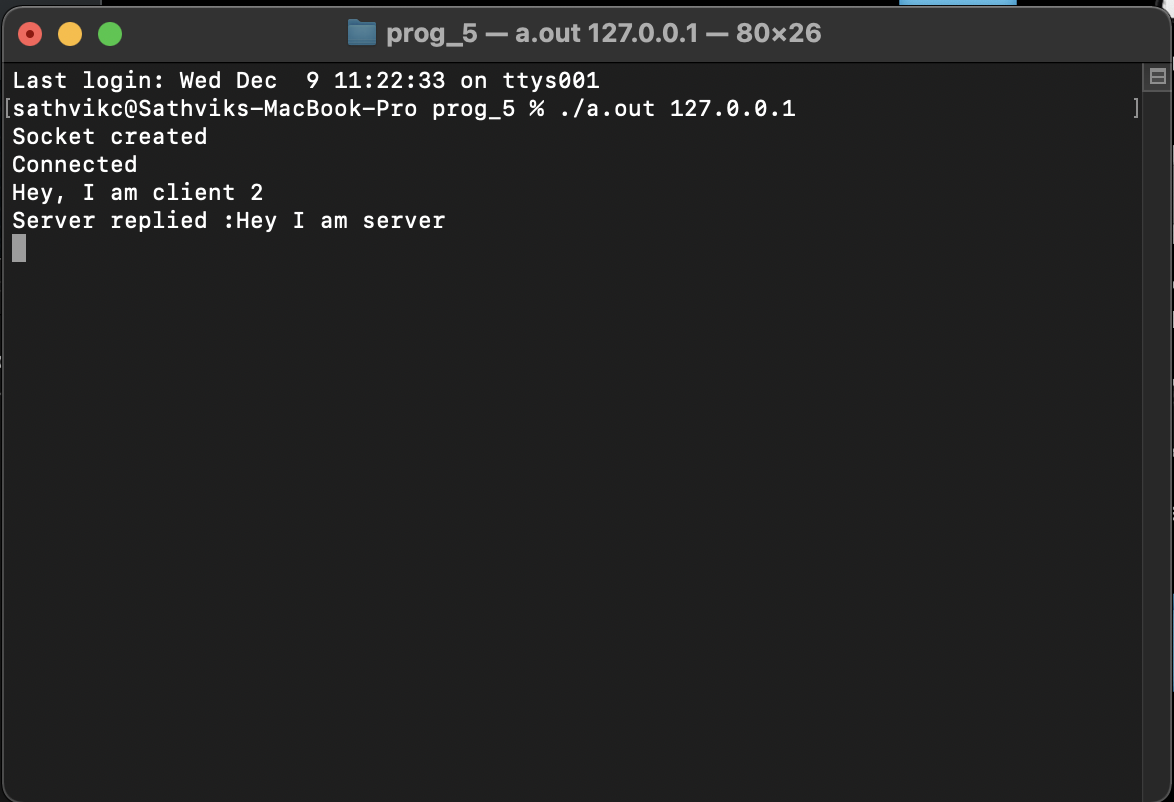 prog_5 — a.out 127.0.0.1 — 80×26
Last login: Wed Dec  9 11:22:33 on ttys001
[sathvikc@Sathviks-MacBook-Pro prog_5 % ./a.out 127.0.0.1 ]
Socket created
Connected
Hey, I am client 2
Server replied :Hey I am server